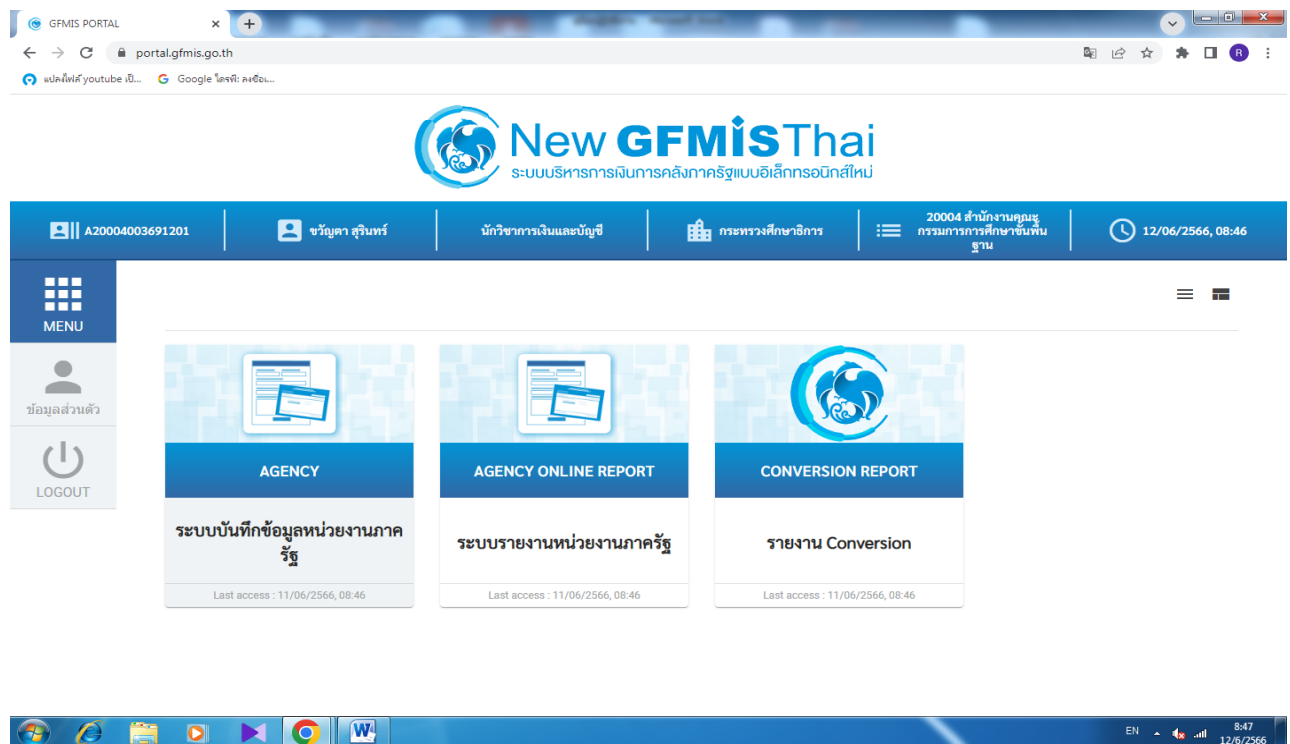 GFMIS PORTAL
portal.gfmis.go.th
แปลงไฟล์ youtube เป็... Google ไดรฟ์: ลงชื่อเ...
New GFMIS Thai
ระบบบริหารการเงินการคลังภาครัฐแบบอิเล็กทรอนิกส์ใหม่
A20004003691201
ขวัญตา สุรินทร์
นักวิชาการเงินและบัญชี
กระทรวงศึกษาธิการ
20004 สำนักงานคณะ
กรรมการการศึกษาขั้นพื้น
ฐาน
12/06/2566, 08:46
MENU
ข้อมูลส่วนตัว
LOGOUT
AGENCY
ระบบบันทึกข้อมูลหน่วยงานภาค
รัฐ
Last access : 11/06/2566, 08:46
AGENCY ONLINE REPORT
ระบบรายงานหน่วยงานภาครัฐ
Last access : 11/06/2566, 08:46
CONVERSION REPORT
รายงาน Conversion
Last access : 11/06/2566, 08:46
EN
8:47
12/6/2566